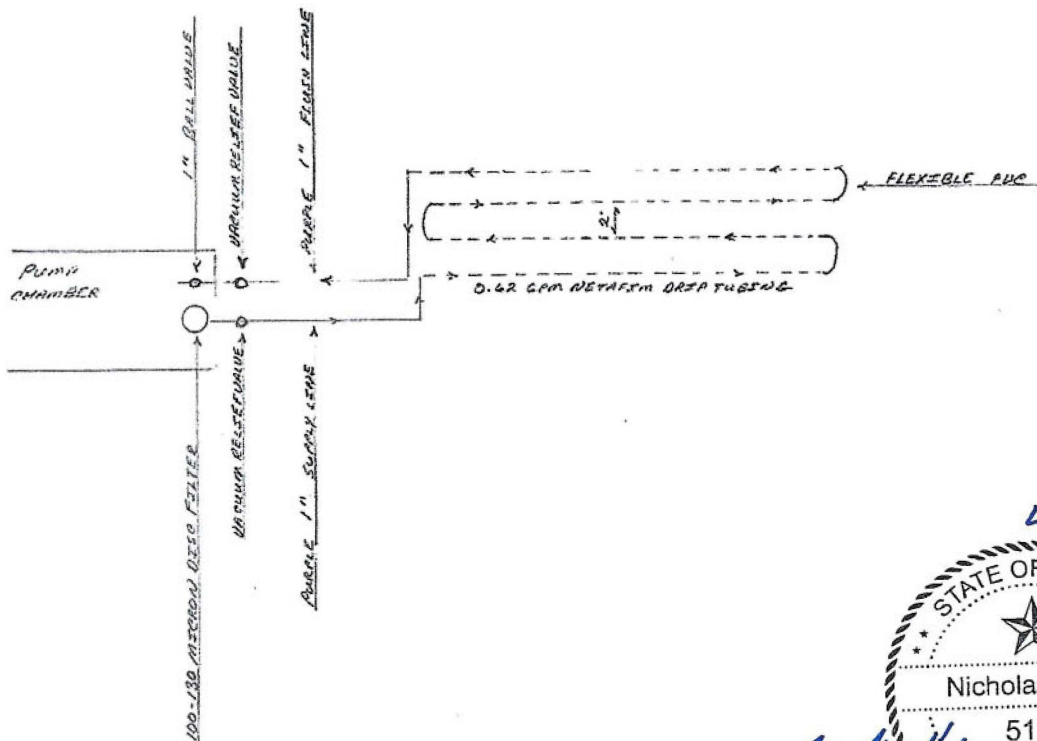 1" BALL VALVE
VACUUM RELIEF VALVE
PURPLE 1" FLUSH LINE
FLEXIBLE PVC
2'
PUMP
CHAMBER
0.62 GPM NETAFIM DRIP TUBING
100-130 MICRON DISC FILTER
VACUUM RELIEF VALVE
PURPLE 1" SUPPLY LINE
STATE OF
Nichola
51